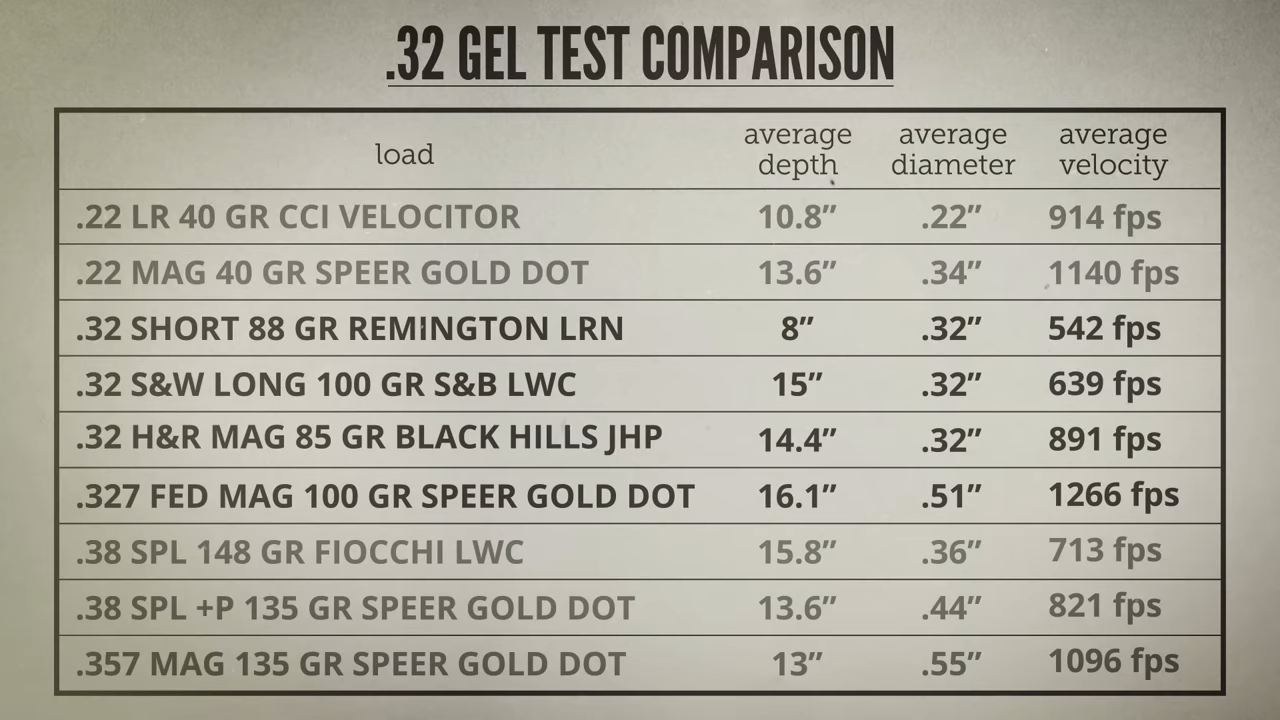 .32 GEL TEST COMPARISON
load average depth average diameter average velocity
.22 LR 40 GR CCI VELOCITOR 10.8” .22” 914 fps
.22 MAG 40 GR SPEER GOLD DOT 13.6” .34” 1140 fps
.32 SHORT 88 GR REMINGTON LRN 8” .32” 542 fps
.32 S&W LONG 100 GR S&B LWC 15” .32” 639 fps
.32 H&R MAG 85 GR BLACK HILLS JHP 14.4” .32” 891 fps
.327 FED MAG 100 GR SPEER GOLD DOT 16.1” .51” 1266 fps
.38 SPL 148 GR FIOCCHI LWC 15.8” .36” 713 fps
.38 SPL +P 135 GR SPEER GOLD DOT 13.6” .44” 821 fps
.357 MAG 135 GR SPEER GOLD DOT 13” .55” 1096 fps